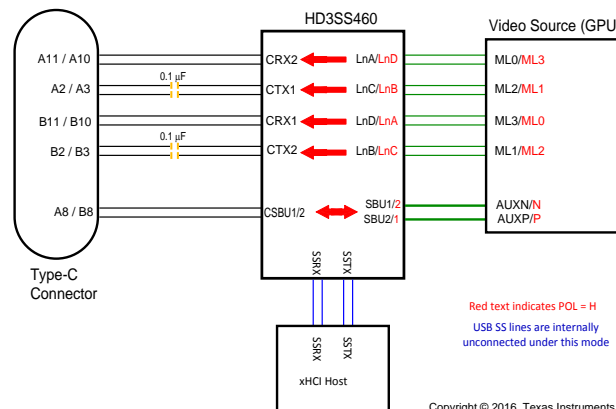 HD3SS460
Video Source (GPU
A11 / A10
CRX2
LnA/LnD
ML0/ML3
0.1 µF
A2 / A3
CTX1
LnC/LnB
ML2/ML1
B11 / B10
CRX1
LnD/LnA
ML3/ML0
0.1 µF
B2 / B3
CTX2
LnB/LnC
ML1/ML2
A8 / B8
CSBU1/2
SBU1/2
SBU2/1
AUXN/N
AUXP/P
Type-C
Connector
SSRX
SSTX
SSRX
SSTX
xHCI Host
Red text indicates POL = H
USB SS lines are internally
unconnected under this mode
Copyright © 2016, Texas Instruments